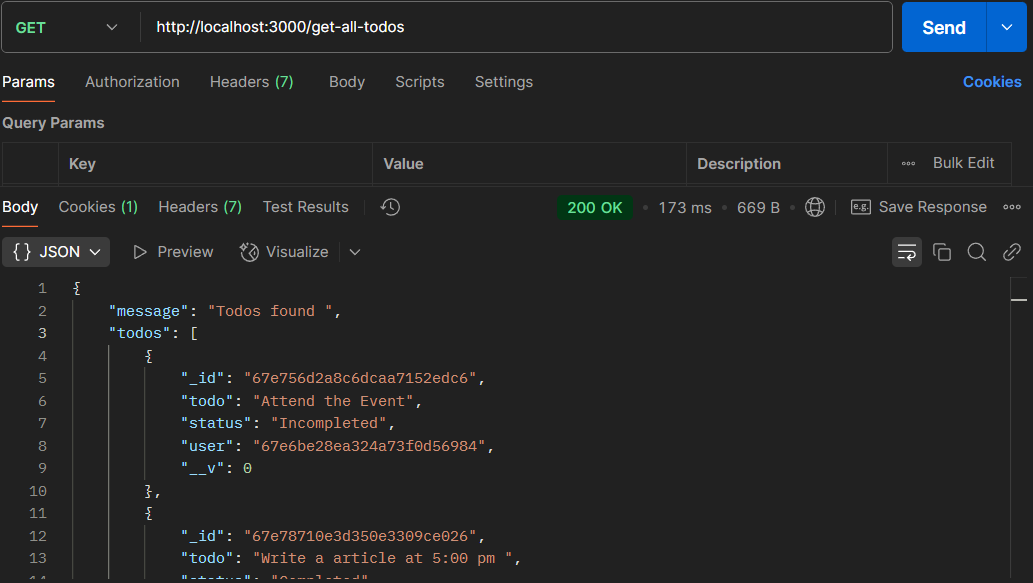 GET http://localhost:3000/get-all-todos Send
Params Authorization Headers (7) Body Scripts Settings Cookies
Query Params
Key Value Description Bulk Edit
Body Cookies (1) Headers (7) Test Results 200 OK • 173 ms • 669 B • e.g. Save Response
{} JSON Preview Visualize
1 {
2 "message": "Todos found ",
3 "todos": [
4 {
5 "_id": "67e756d2a8c6dcaa7152edc6",
6 "todo": "Attend the Event",
7 "status": "Incompleted",
8 "user": "67e6be28ea324a73f0d56984",
9 "__v": 0
10 },
11 {
12 "_id": "67e78710e3d350e3309ce026",
13 "todo": "Write a article at 5:00 pm ",
14 "status": "Completed"